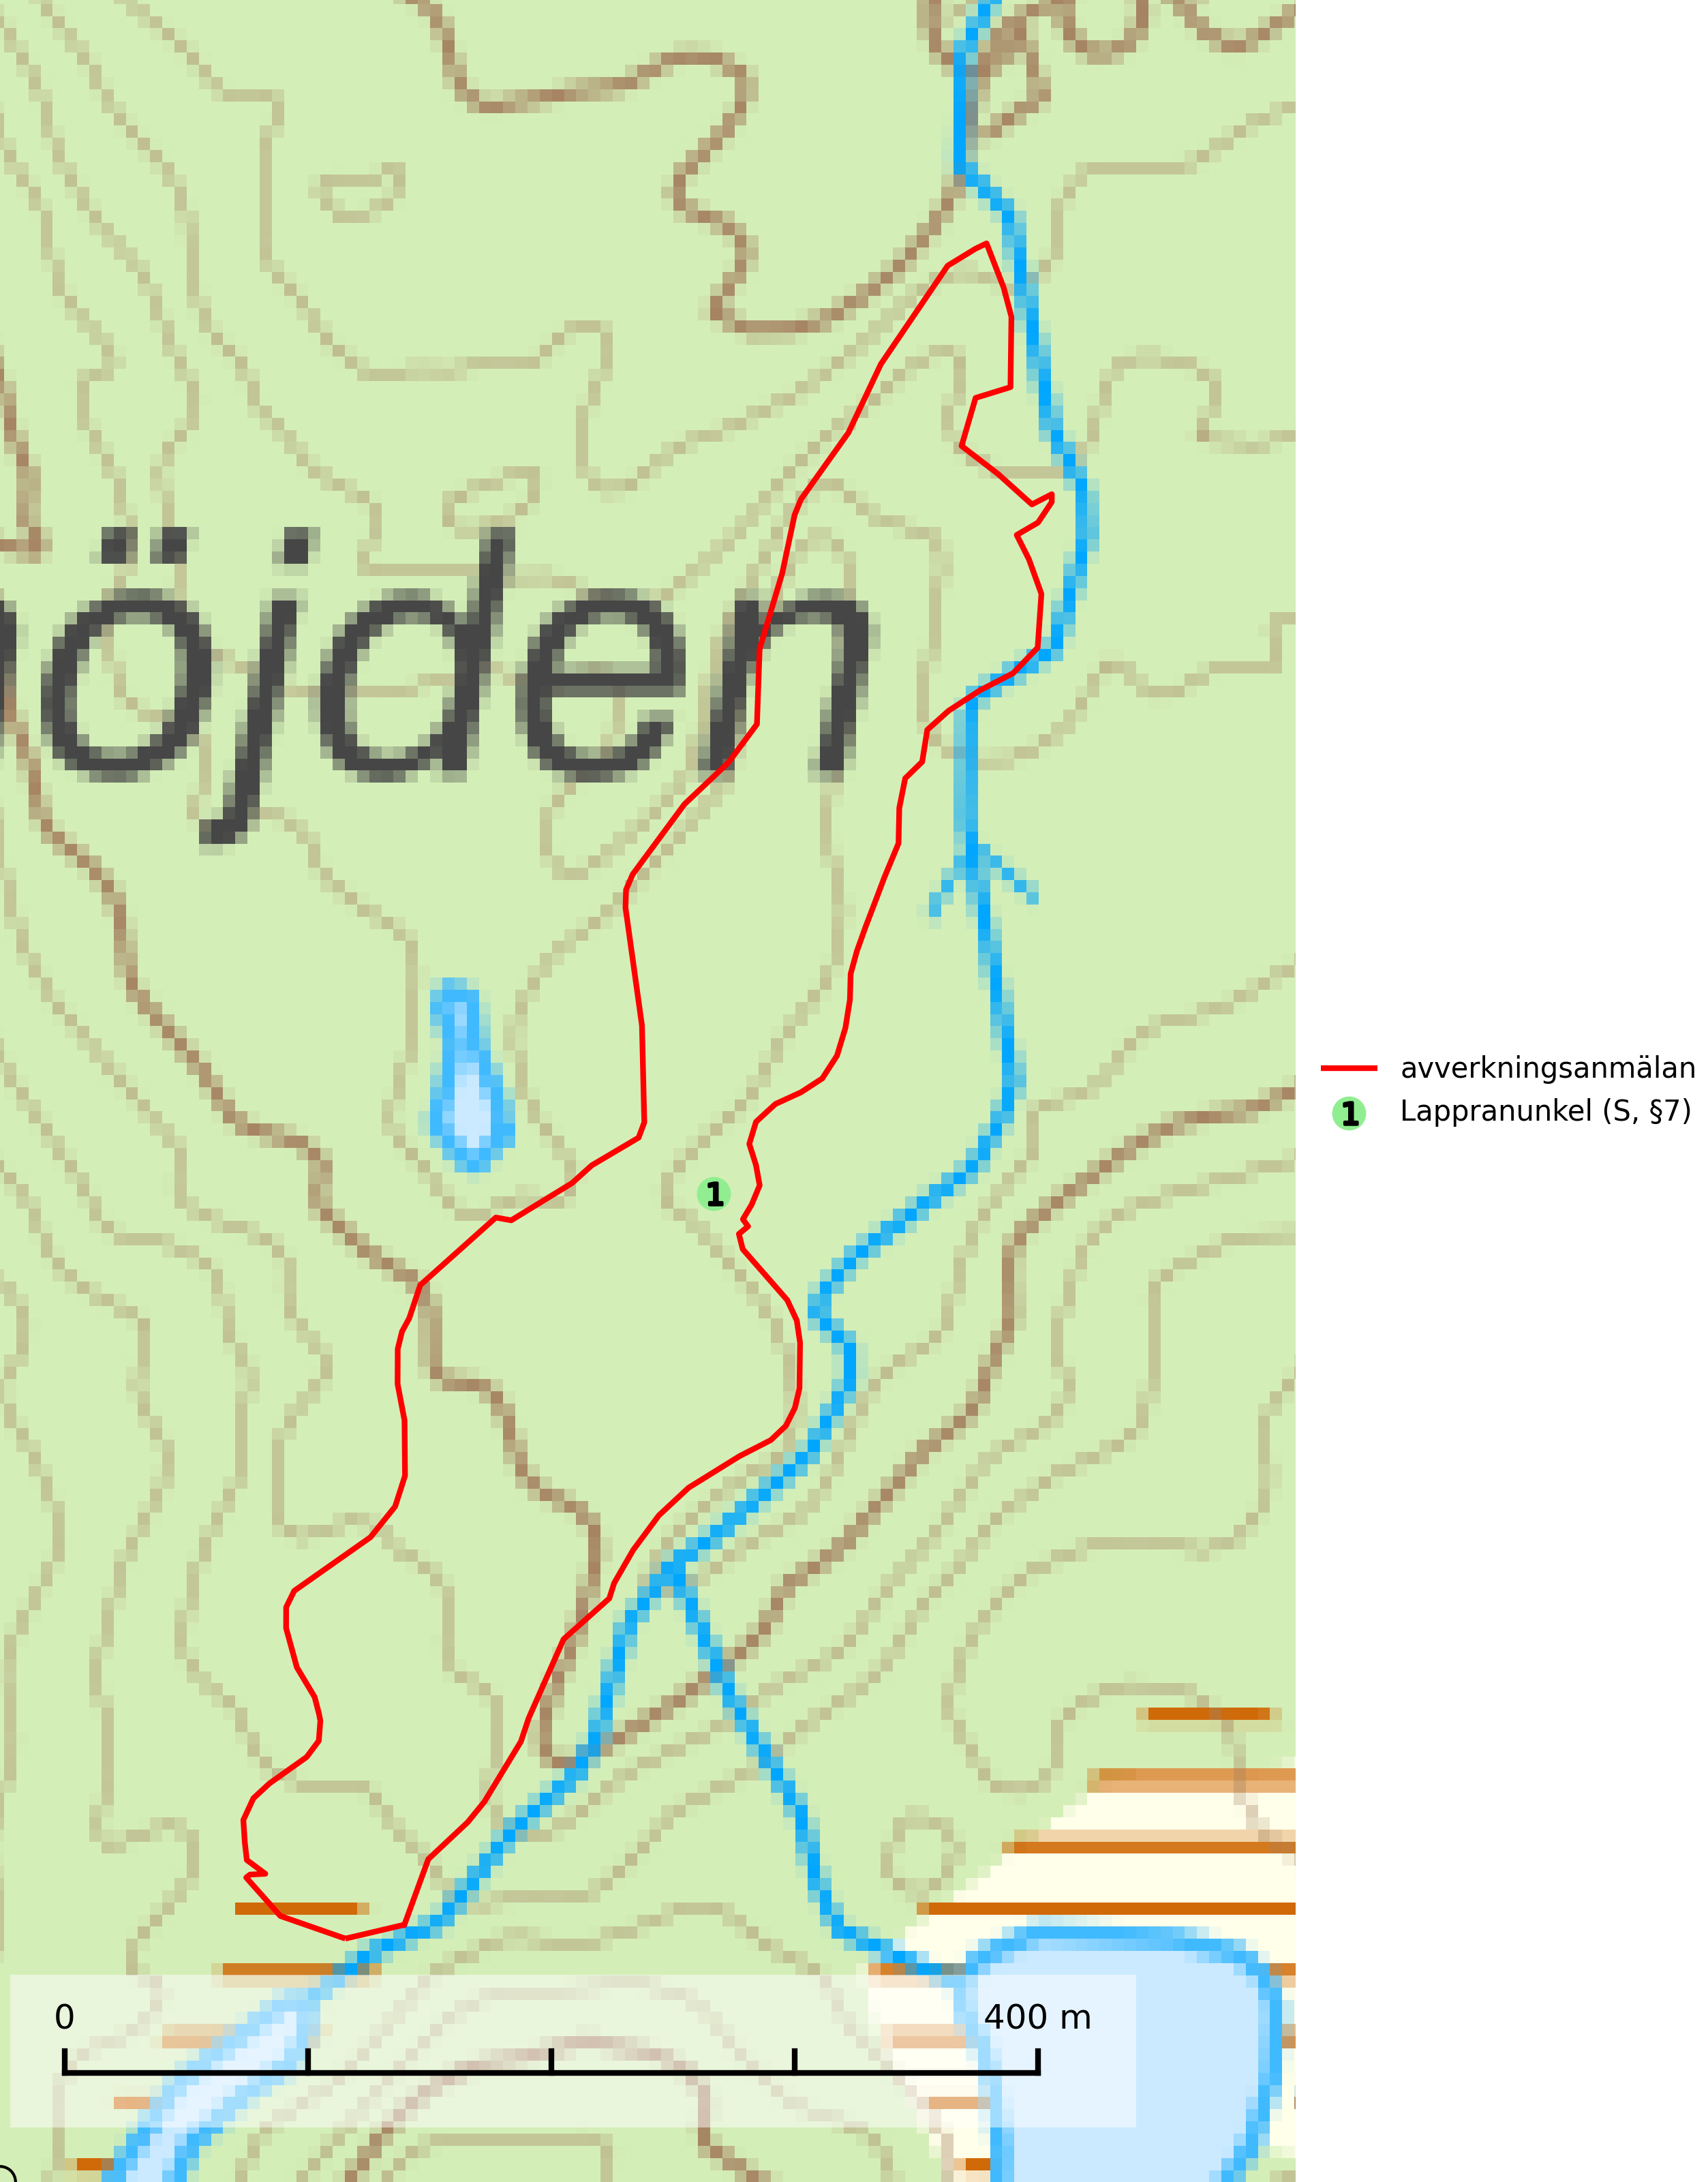 öjden
avverkningsanmälan
1 Lappranunkel (S, §7)
1
0 400 m